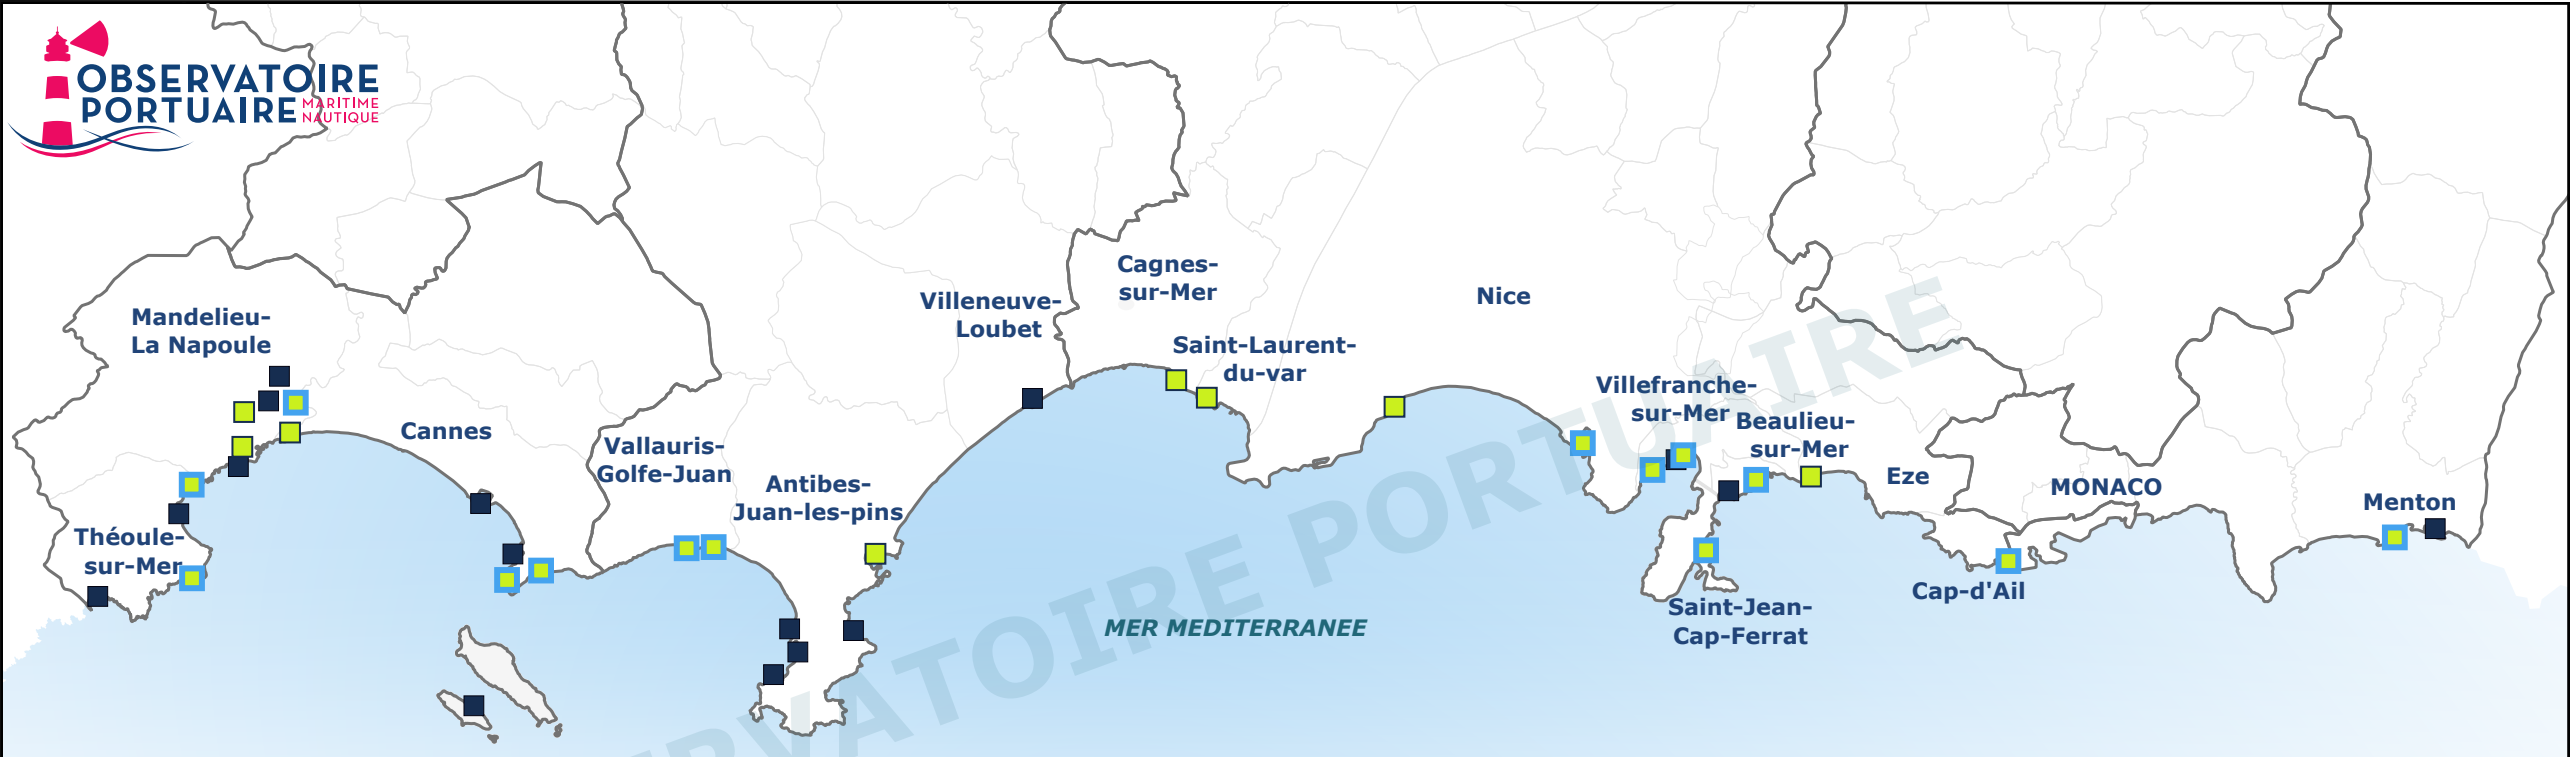 OBSERVATOIRE
PORTUAIRE MARITIME
NAUTIQUE
Cagnes-
sur-Mer
Villeneuve-
Loubet
Nice
Mandelieu-
La Napoule
Saint-Laurent-
du-var
Villefranche-
sur-Mer
Beaulieu-
sur-Mer
Cannes
Vallauris-
Golfe-Juan
Antibes-
Juan-les-pins
Eze
MONACO
Menton
Théoule-
sur-Mer
Cap-d'Ail
Saint-Jean-
Cap-Ferrat
MER MEDITERRANEE
RVATOIRE PORTUAIRE